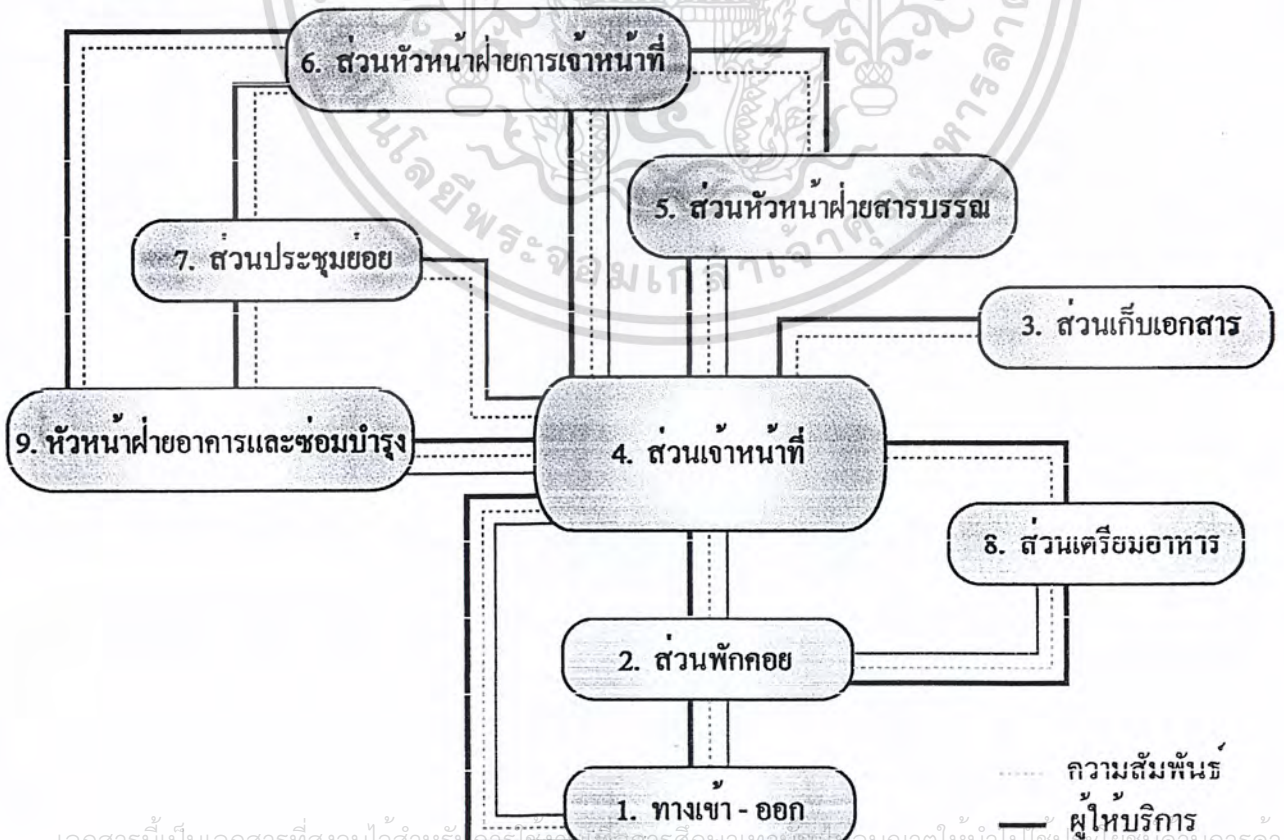 6. ส่วนหัวหน้าฝ่ายการเจ้าหน้าที่
5. ส่วนหัวหน้าฝ่ายสารบรรณ
7. ส่วนประชุมย่อย
3. ส่วนเก็บเอกสาร
9. หัวหน้าฝ่ายอาคารและซ่อมบำรุง
4. ส่วนเจ้าหน้าที่
8. ส่วนเตรียมอาหาร
2. ส่วนพักคอย
ความสัมพันธ์
1. ทางเข้า - ออก
ผู้ให้บริการ